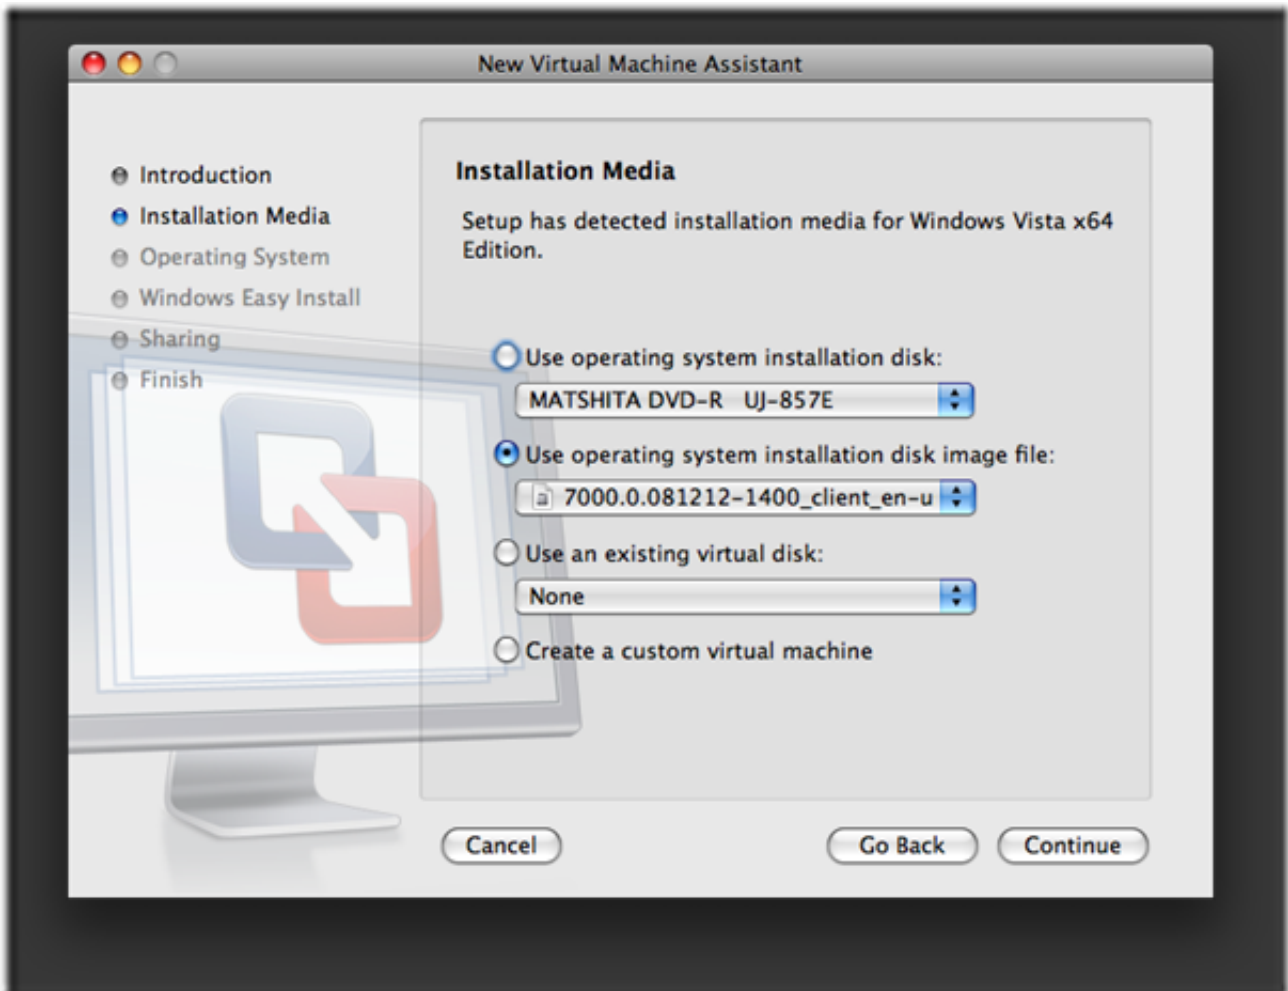 New Virtual Machine Assistant
Introduction
Installation Media
Operating System
Windows Easy Install
Sharing
Finish
Installation Media
Setup has detected installation media for Windows Vista x64
Edition.
Use operating system installation disk:
MATSHITA DVD-R   UJ-857E
Use operating system installation disk image file:
7000.0.081212-1400_client_en-u
Use an existing virtual disk:
None
Create a custom virtual machine
Cancel
Go Back
Continue